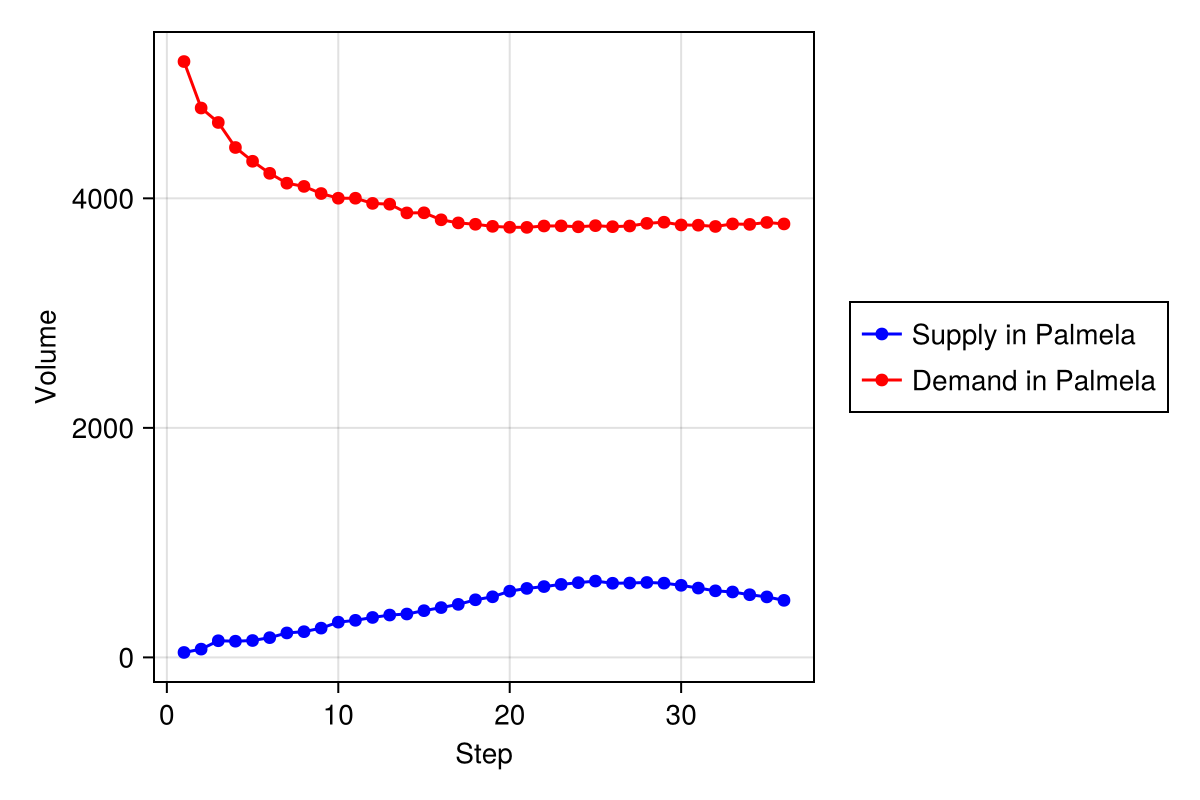 4000
2000
0
Volume
0 10 20 30
Step
Supply in Palmela
Demand in Palmela